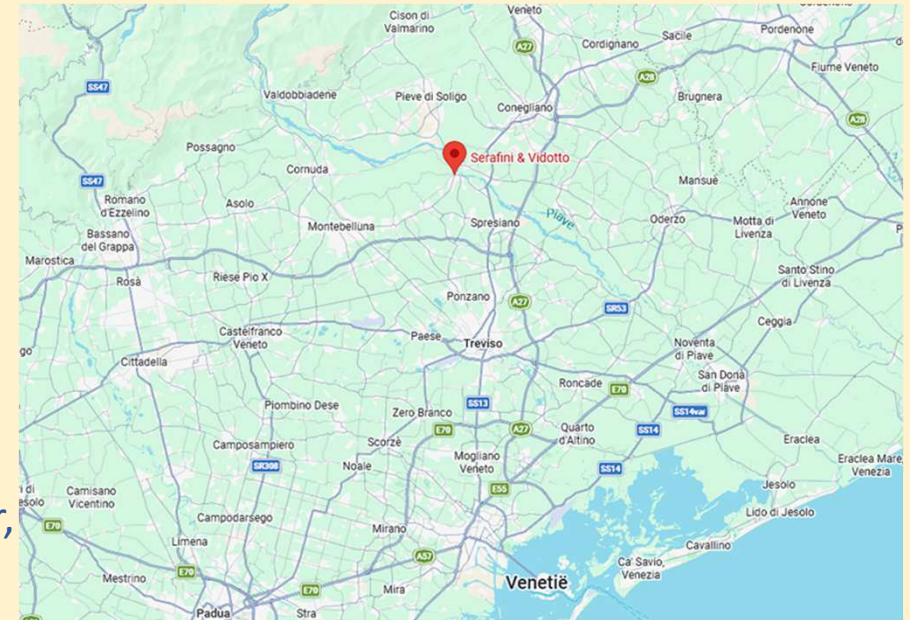 Cison di
Valmarino
Veneto
A27
Cordignano
Sacile
Pordenone
SS47
A28
Fiume Veneto
Valdobbiadene
Pieve di Soligo
Conegliano
Brugnera
A28
Possagno
Cornuda
Serafini & Vidotto
SS47
Mansuè
Romano
d'Ezzelino
Asolo
Annone
Veneto
Montebelluna
Spresiano
Piave
Oderzo
Motta di
Livenza
Bassano
del Grappa
Marostica
Rosà
Riese Pio X
Santo Stino
di Livenza
Ponzano
A27
SR53
Ceggia
Castelfranco
Veneto
Paese
Treviso
Noventa
di Piave
Cittadella
San Donà
di Piave
Roncade
E70
Piombino Dese
Zero Branco
SS13
SS14var
E70
A27
Quarto
d'Altino
SS14
Camposampiero
Scorzè
Eraclea
SR308
Noale
Mogliano
Veneto
SS14
Eraclea Mare,
Venezia
E55
Jesolo
Camisano
Vicentino
Lido di Jesolo
E70
Campodarsego
Mirano
Limena
Cavallino
A57
Mestrino
E70
E70
Mira
Venetië
Ca' Savio,
Venezia
Padua
Stra